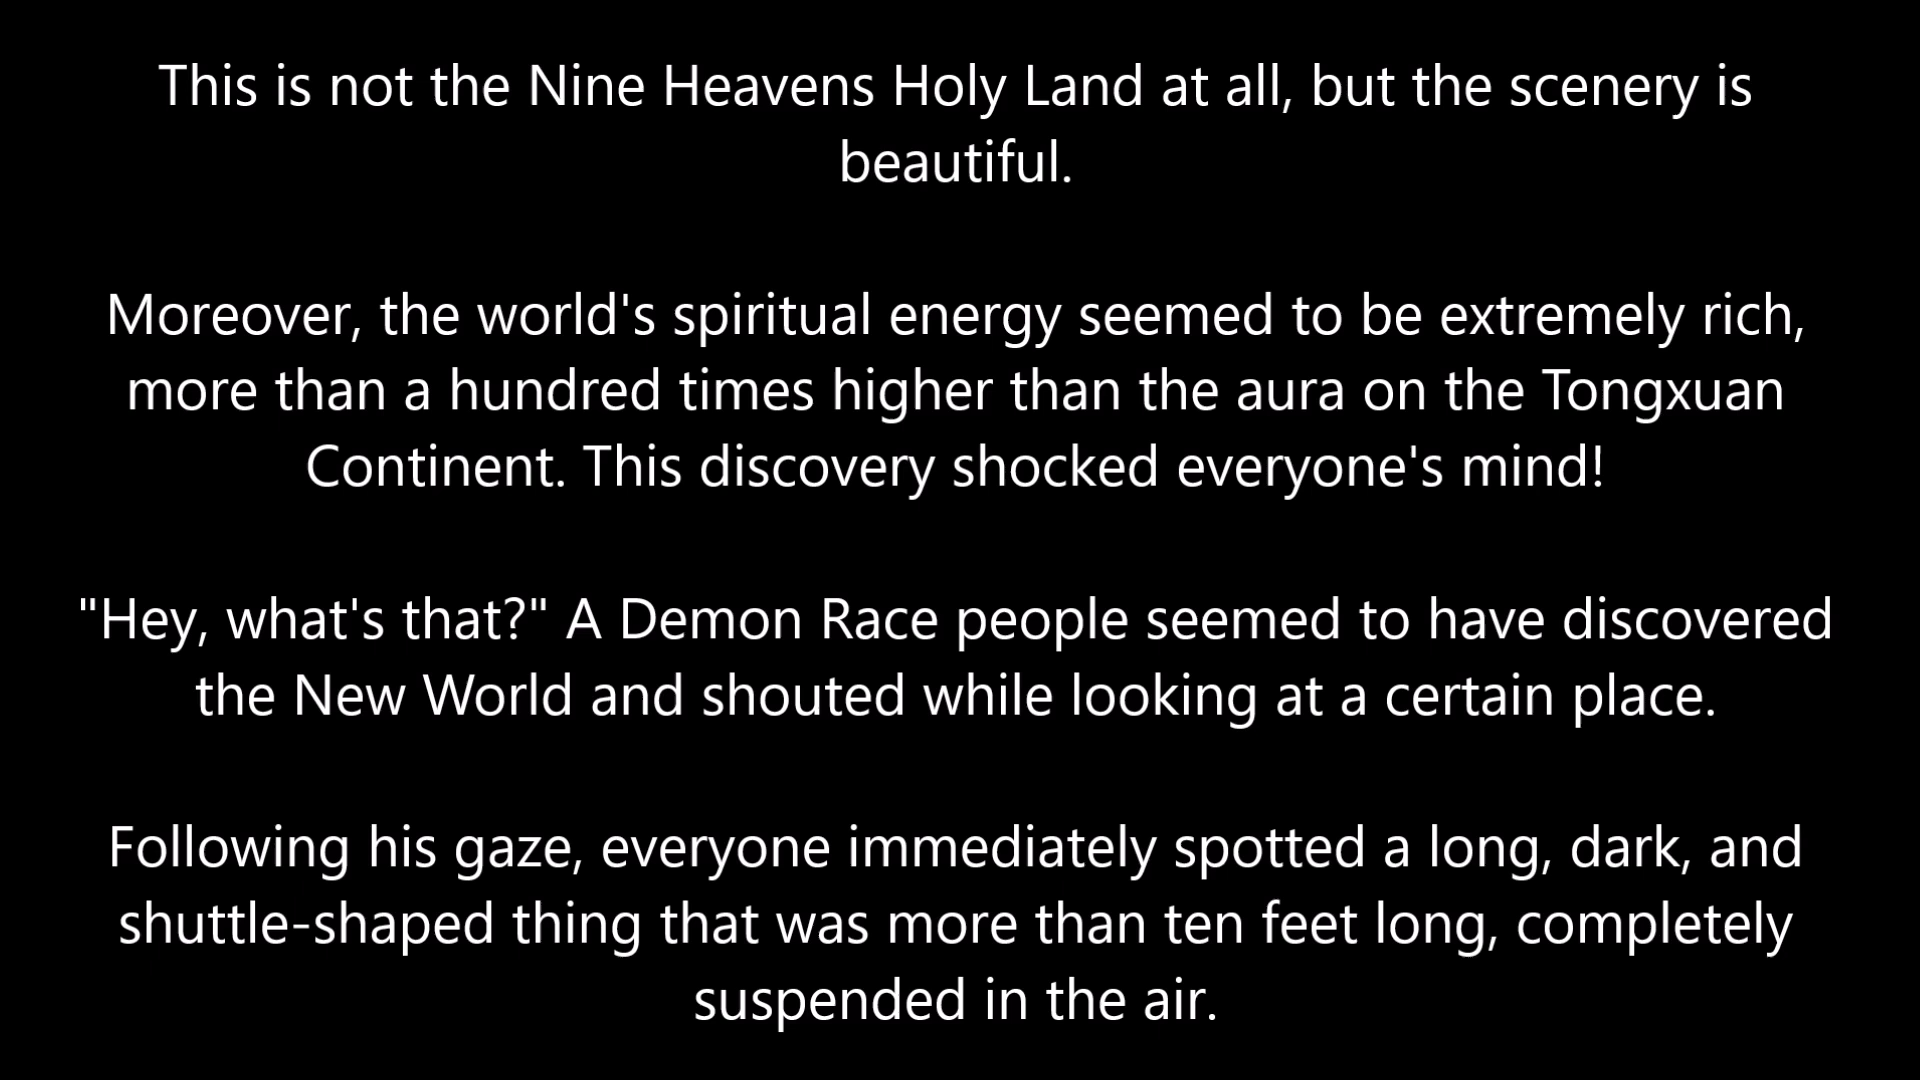 This is not the Nine Heavens Holy Land at all, but the scenery is
beautiful.
Moreover, the world's spiritual energy seemed to be extremely rich,
more than a hundred times higher than the aura on the Tongxuan
Continent. This discovery shocked everyone's mind!
"Hey, what's that?" A Demon Race people seemed to have discovered
the New World and shouted while looking at a certain place.
Following his gaze, everyone immediately spotted a long, dark, and
shuttle-shaped thing that was more than ten feet long, completely
suspended in the air.